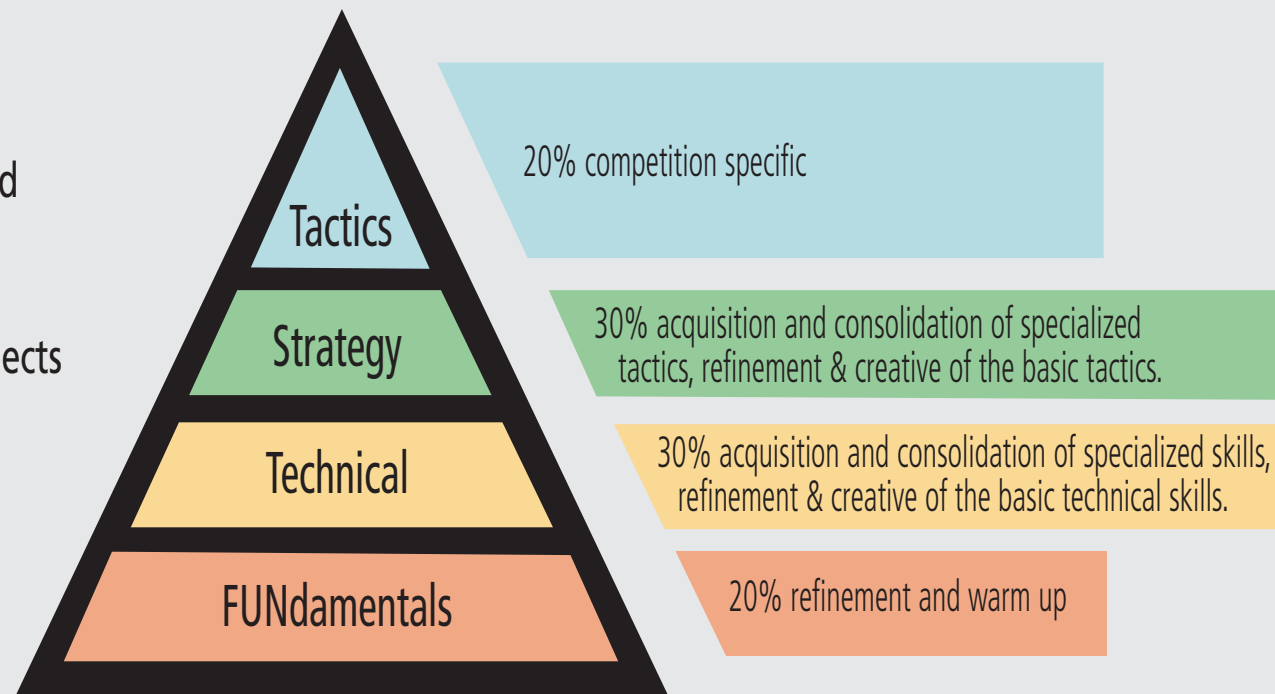 d
ects
Tactics
20% competition specific
Strategy
30% acquisition and consolidation of specialized
tactics, refinement & creative of the basic tactics.
Technical
30% acquisition and consolidation of specialized skills,
refinement & creative of the basic technical skills.
FUNdamentals
20% refinement and warm up